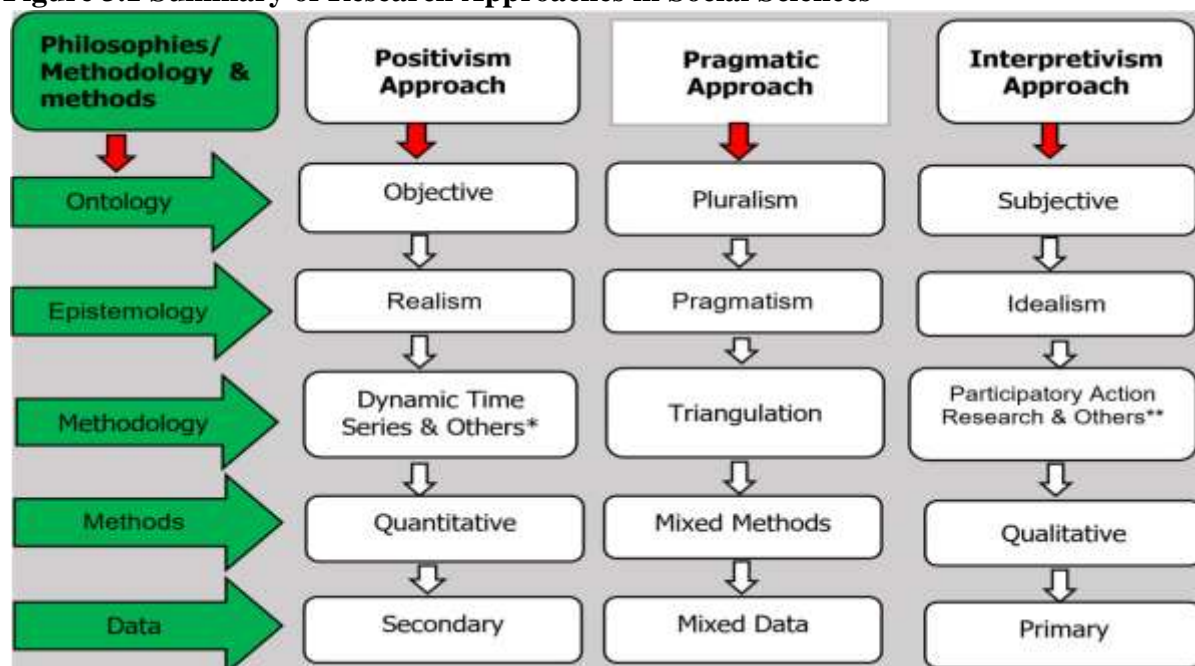 Figure 3.1 Summary of Research Approaches in Social Sciences
Philosophies/
Methodology &
methods
Positivism
Approach
Pragmatic
Approach
Interpretivism
Approach
Ontology
Objective
Pluralism
Subjective
Epistemology
Realism
Pragmatism
Idealism
Methodology
Dynamic Time
Series & Others*
Triangulation
Participatory Action
Research & Others**
Methods
Quantitative
Mixed Methods
Qualitative
Data
Secondary
Mixed Data
Primary